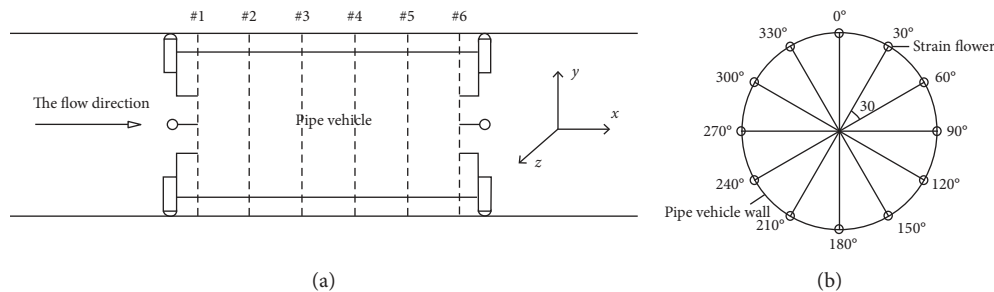 #1 #2 #3 #4 #5 #6
The flow direction
Pipe vehicle
y
x
z
(a)
0°
30°
Strain flower
60°
90°
120°
150°
180°
210°
Pipe vehicle wall
240°
270°
300°
330°
30
(b)